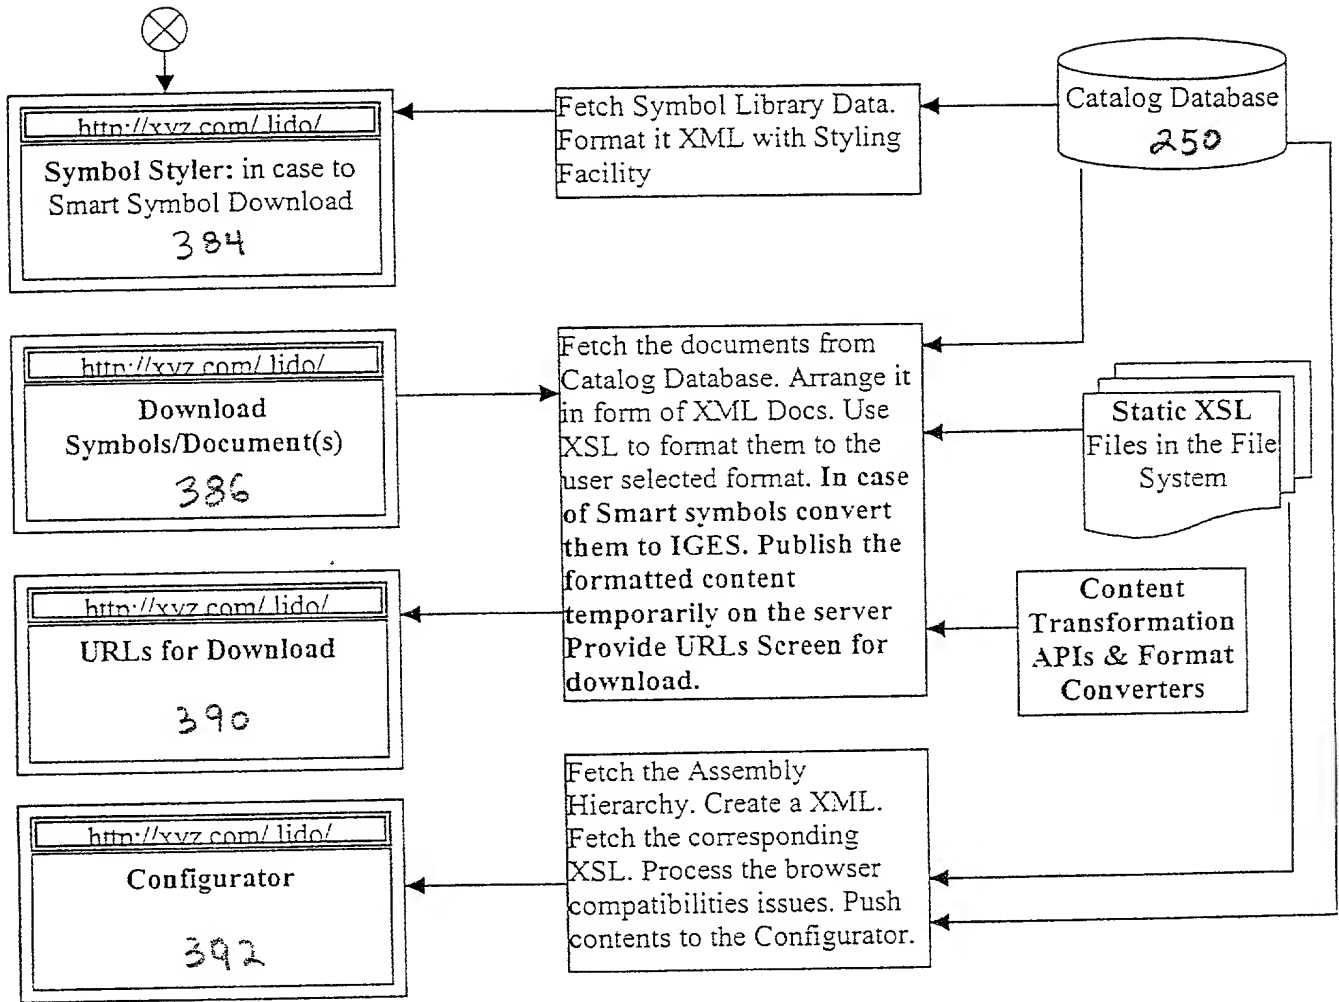 http://xyz.com/ lido/
Symbol Styler: in case to
Smart Symbol Download
384
Fetch Symbol Library Data.
Format it XML with Styling
Facility
Catalog Database
250
http://xyz.com/ lido/
Download
Symbols/Document(s)
386
Fetch the documents from
Catalog Database. Arrange it
in form of XML Docs. Use
XSL to format them to the
user selected format. In case
of Smart symbols convert
them to IGES. Publish the
formatted content
temporarily on the server
Provide URLs Screen for
download.
Static XSL
Files in the File
System
Content
Transformation
APIs & Format
Converters
http://xyz.com/ lido/
URLs for Download
390
http://xyz.com/ lido/
Configurator
392
Fetch the Assembly
Hierarchy. Create a XML.
Fetch the corresponding
XSL. Process the browser
compatibilities issues. Push
contents to the Configurator.